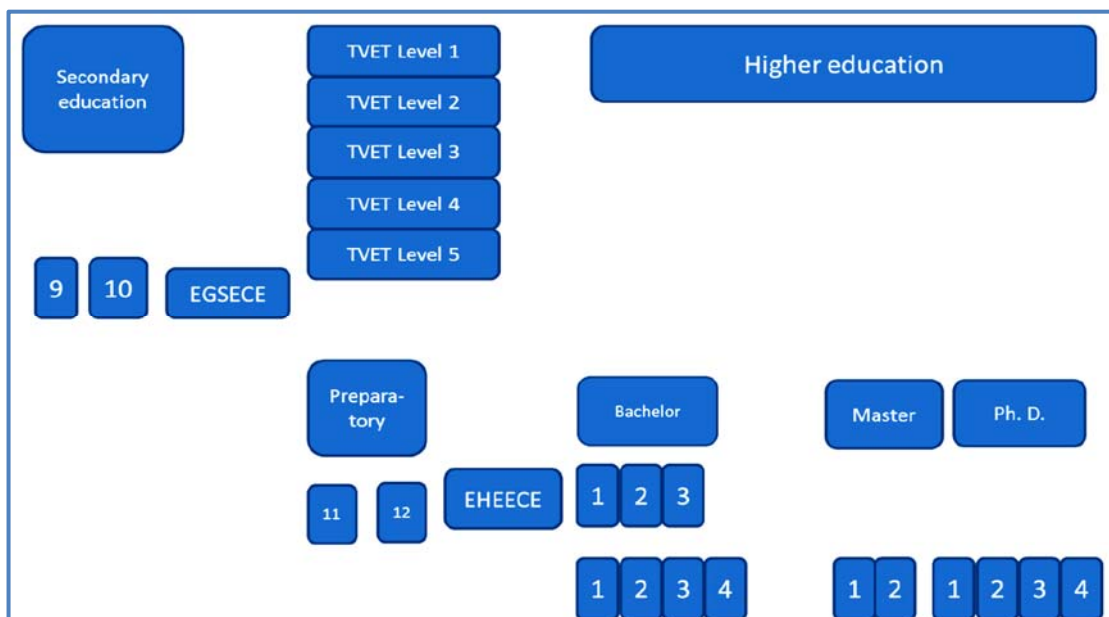 Secondary
education
TVET Level 1
TVET Level 2
TVET Level 3
TVET Level 4
TVET Level 5
Higher education
9 10 EGSECE
Prepara-
tory
Bachelor
Master
Ph. D.
11 12 EHEECE
1 2 3
1 2 3 4
1 2
1 2 3 4